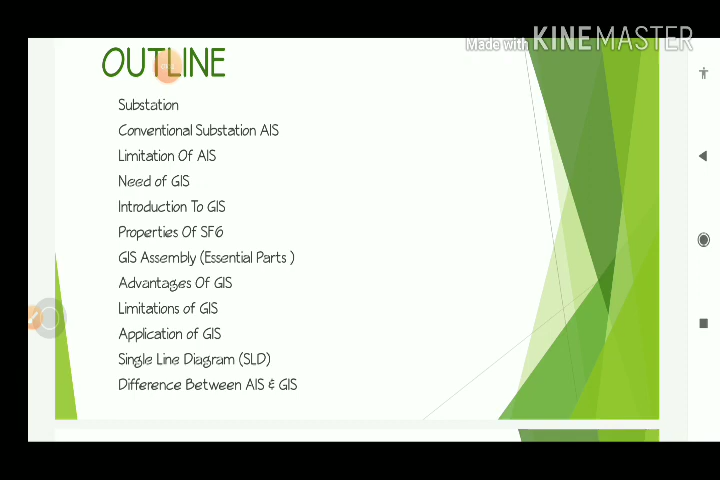 Made with KINEMASTER
OUTLINE
Substation
Conventional Substation AIS
Limitation Of AIS
Need of GIS
Introduction To GIS
Properties Of SF6
GIS Assembly (Essential Parts )
Advantages Of GIS
Limitations of GIS
Application of GIS
Single Line Diagram (SLD)
Difference Between AIS & GIS